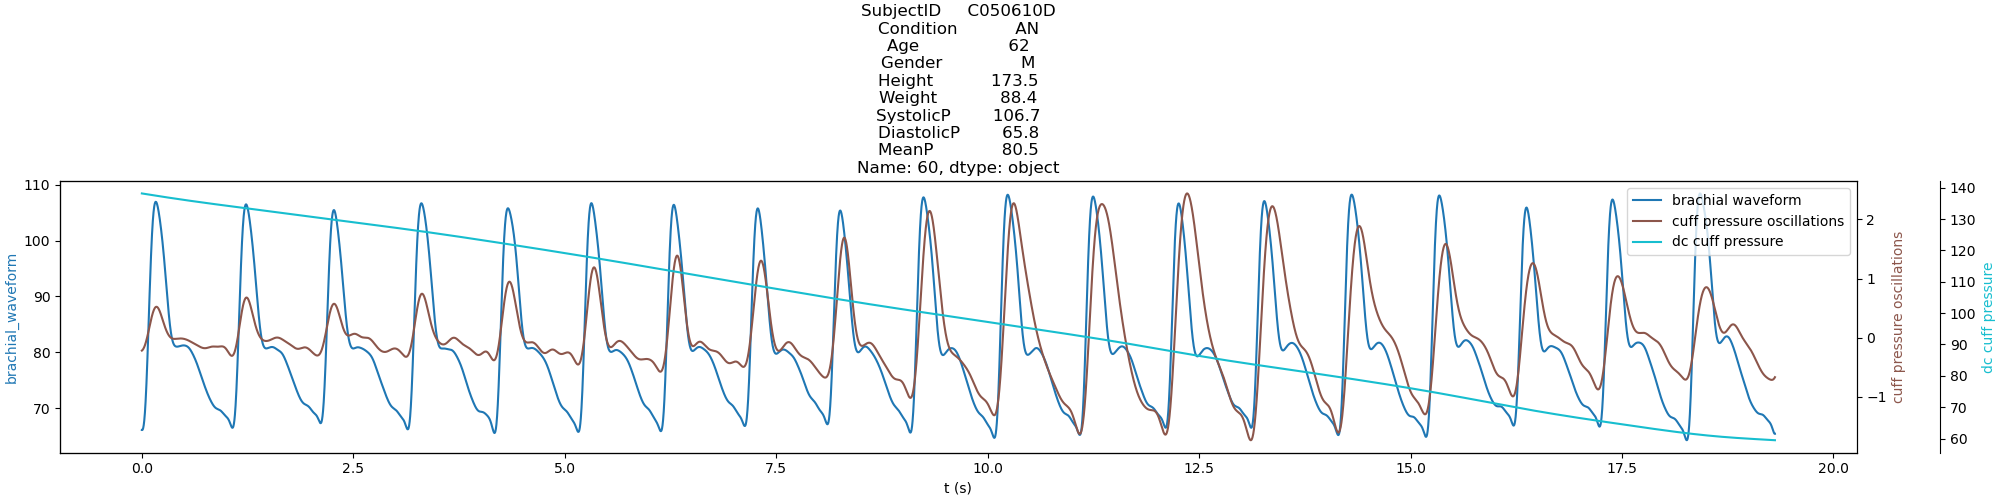 SubjectID C050610D
Condition AN
Age 62
Gender M
Height 173.5
Weight 88.4
SystolicP 106.7
DiastolicP 65.8
MeanP 80.5
Name: 60, dtype: object
brachial_waveform
110
100
90
80
70
brachial waveform
cuff pressure oscillations
dc cuff pressure
2
1
0
−1
cuff pressure oscillations
140
130
120
110
100
90
80
70
60
dc cuff pressure
0.0 2.5 5.0 7.5 10.0 12.5 15.0 17.5 20.0
t (s)